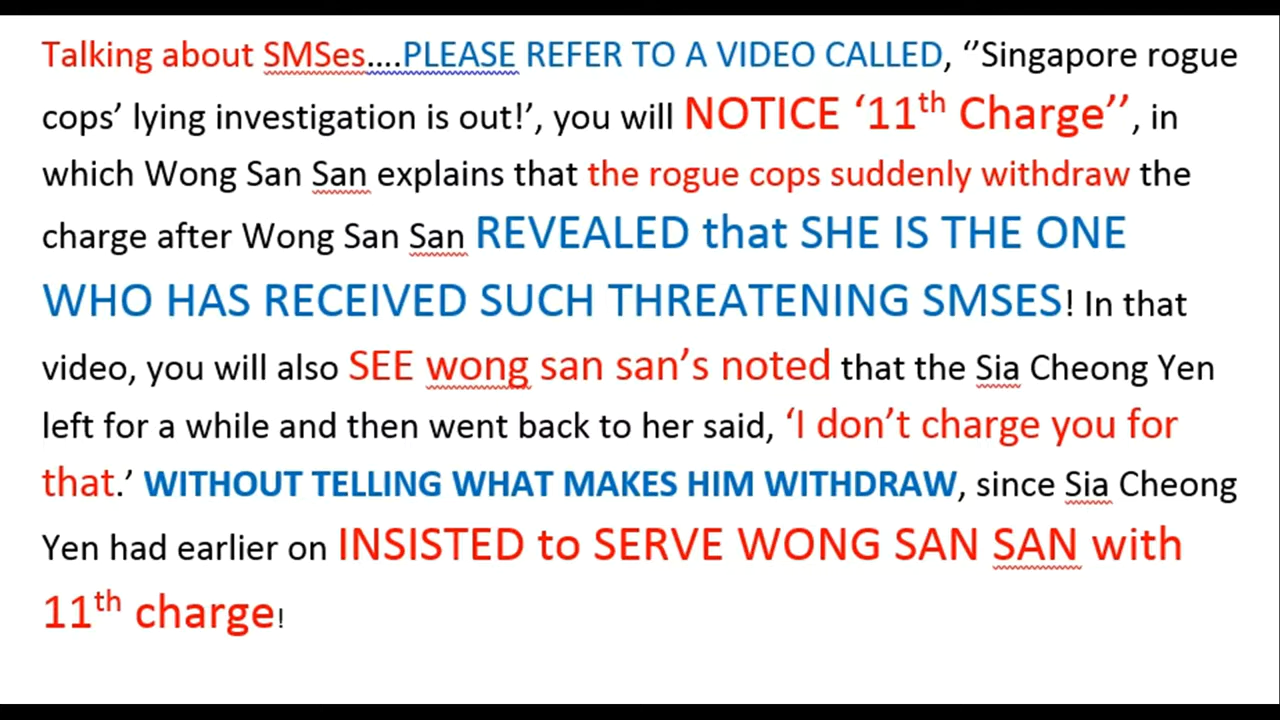 Talking about SMSes....PLEASE REFER TO A VIDEO CALLED, ‘’Singapore rogue
cops’ lying investigation is out!’, you will NOTICE ‘11th Charge’’, in
which Wong San San explains that the rogue cops suddenly withdraw the
charge after Wong San San REVEALED that SHE IS THE ONE
WHO HAS RECEIVED SUCH THREATENING SMSES! In that
video, you will also SEE wong san san’s noted that the Sia Cheong Yen
left for a while and then went back to her said, ‘I don’t charge you for
that.’ WITHOUT TELLING WHAT MAKES HIM WITHDRAW, since Sia Cheong
Yen had earlier on INSISTED to SERVE WONG SAN SAN with
11th charge!